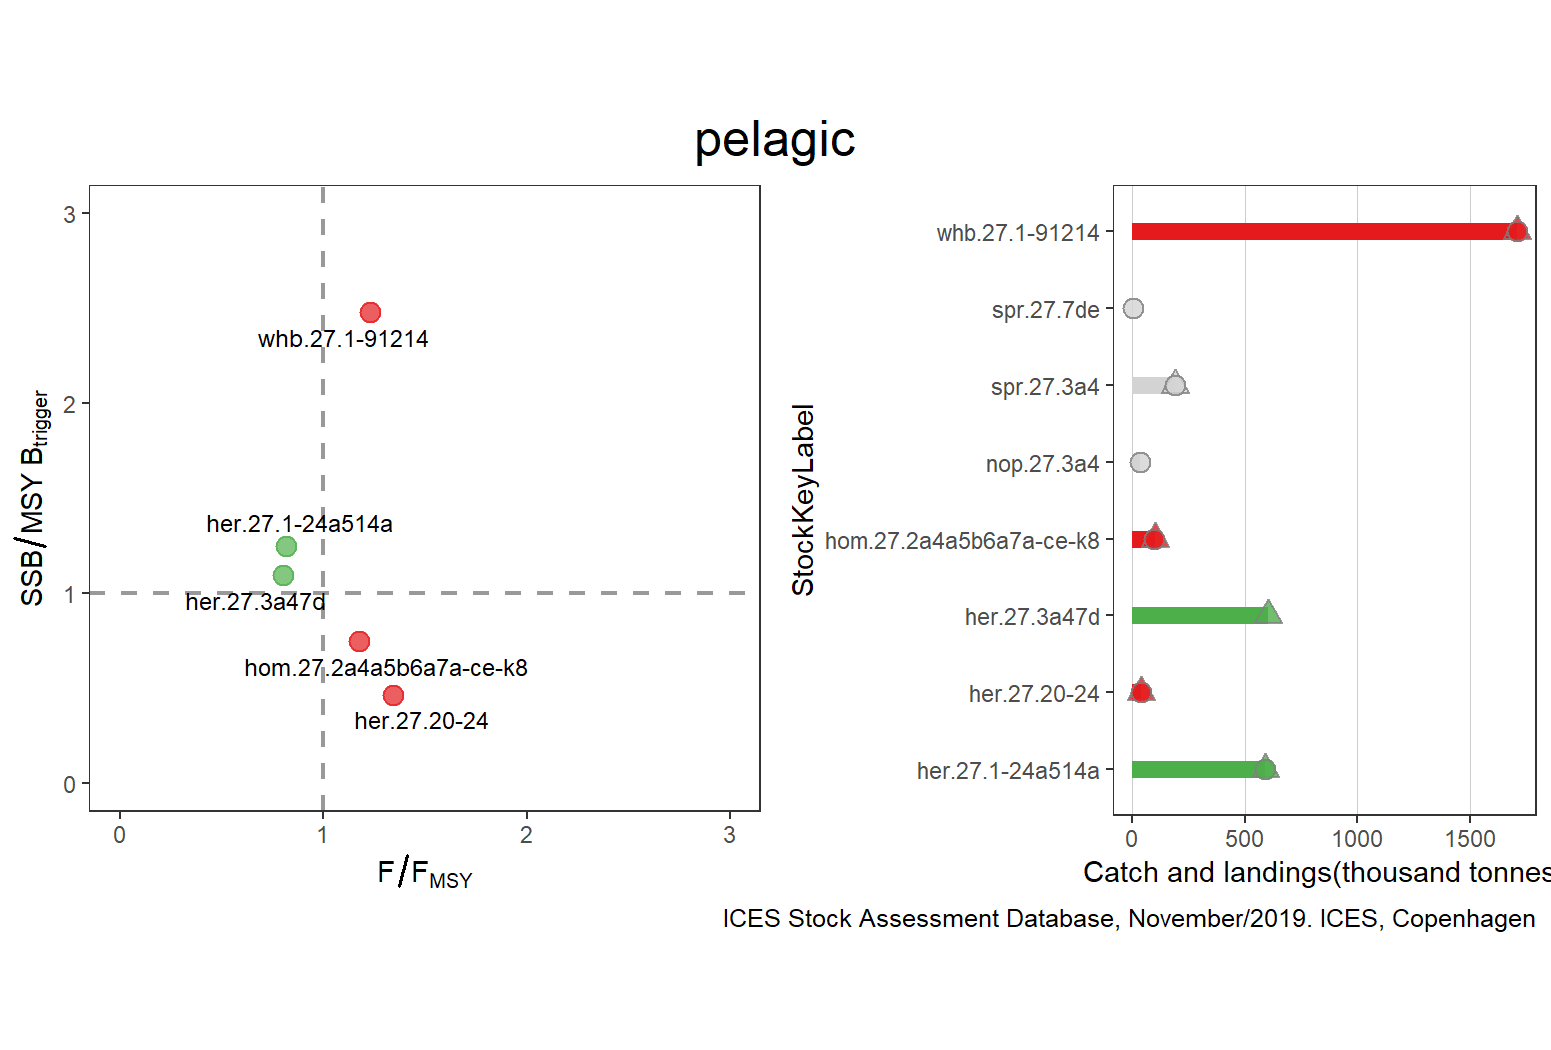 pelagic
3
2
1
0
SSB/MSY Btrigger
whb.27.1-91214
her.27.1-24a514a
her.27.3a47d
hom.27.2a4a5b6a7a-ce-k8
her.27.20-24
0 1 2 3
F/FMSY
StockKeyLabel
whb.27.1-91214
spr.27.7de
spr.27.3a4
nop.27.3a4
hom.27.2a4a5b6a7a-ce-k8
her.27.3a47d
her.27.20-24
her.27.1-24a514a
0 500 1000 1500
Catch and landings(thousand tonnes
ICES Stock Assessment Database, November/2019. ICES, Copenhagen